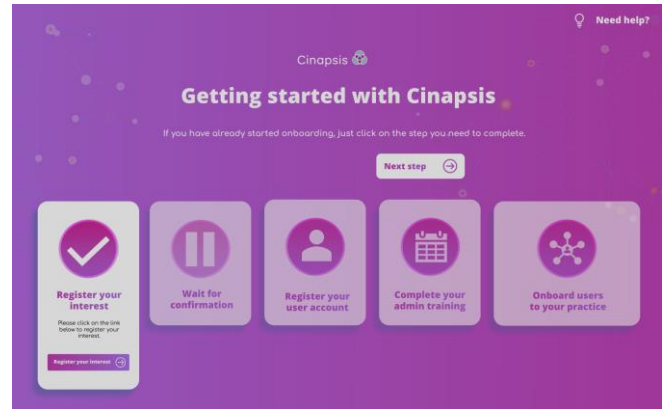 Need help?
Cinapsis
Getting started with Cinapsis
If you have already started onboarding, just click on the step you need to complete.
Next step
Register your
interest
Please click on the link
below to register your
interest.
Register your interest
Wait for
confirmation
Register your
user account
Complete your
admin training
Onboard users
to your practice